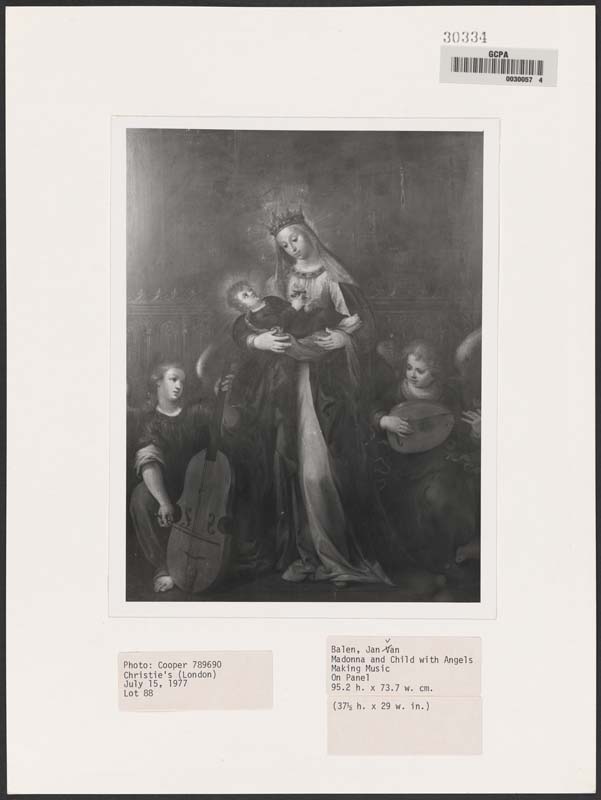 30334
GCPA
0030057 4
Photo: Cooper 789690
Christie's (London)
July 15, 1977
Lot 88
Balen, Jan Van
Madonna and Child with Angels
Making Music
On Panel
95.2 h. x 73.7 w. cm.
(37½ h. x 29 w. in.)